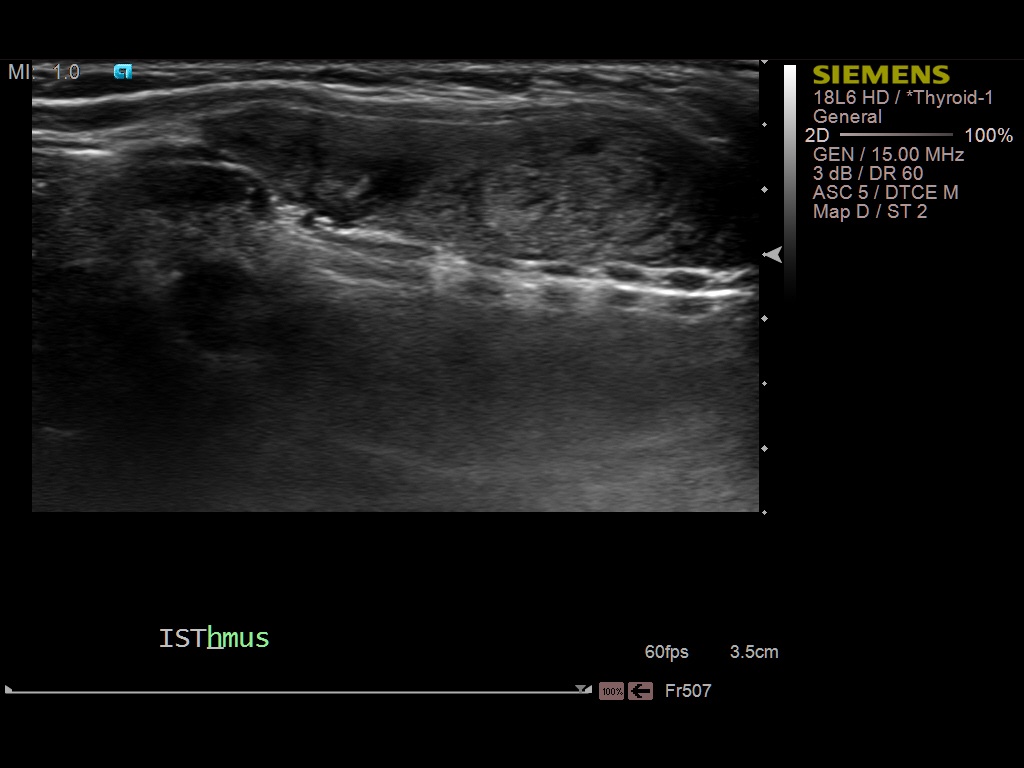 MI: 1.0
SIEMENS
18L6 HD / *Thyroid-1
General
2D 100%
GEN / 15.00 MHz
3 dB / DR 60
ASC 5 / DTCE M
Map D / ST 2
ISThmus
60fps 3.5cm
100% Fr507